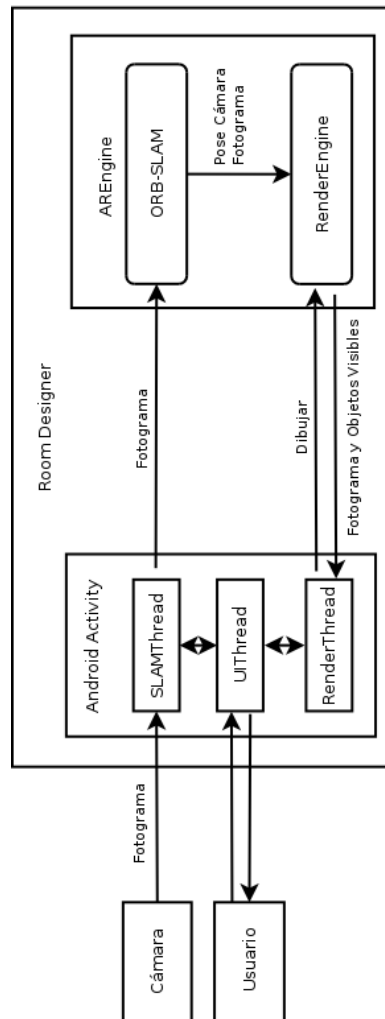 Room Designer
Android Activity
AREngine
Cámara
Fotograma
SLAMThread
Fotograma
ORB-SLAM
Pose Cámara
Fotograma
Usuario
UIThread
RenderThread
Dibujar
Fotograma y Objetos Visibles
RenderEngine